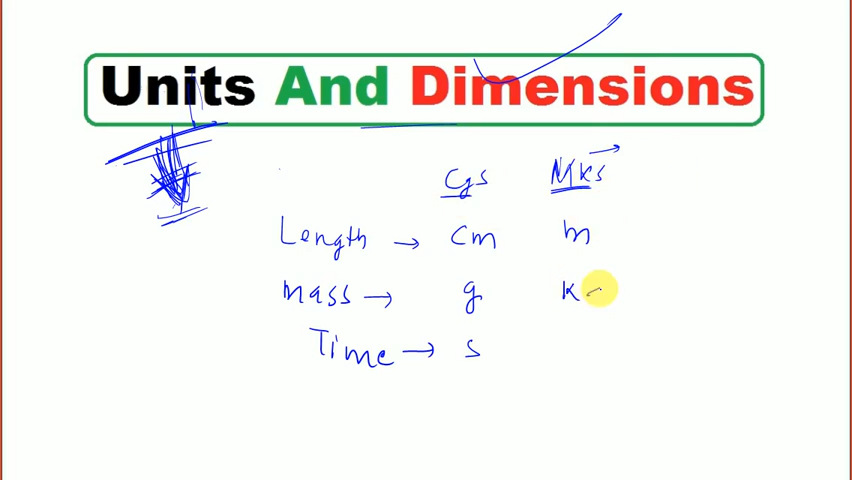 Units And Dimensions
Cgs Mks
Length → cm m
Mass → g K
Time → s